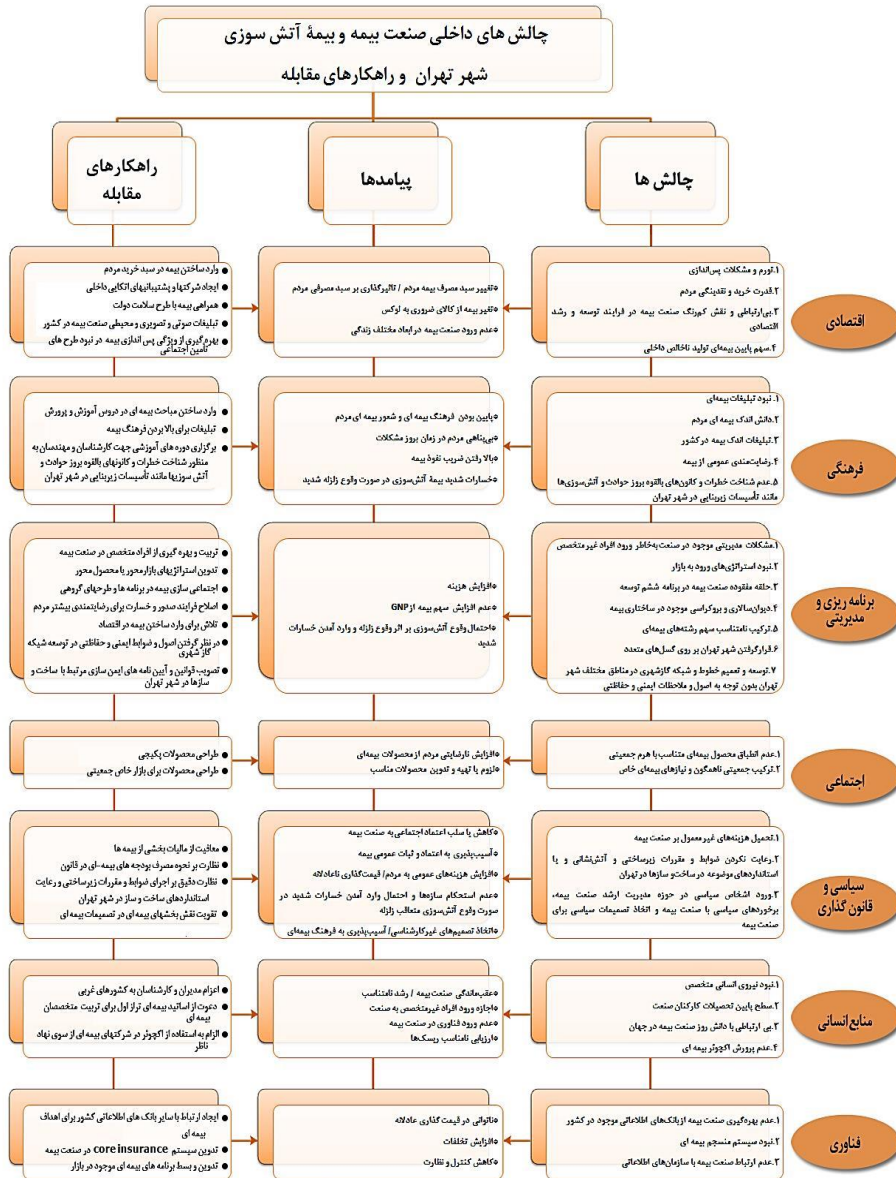 چالش های داخلی صنعت بیمه و بیمهٔ آتش سوزی
شهر تهران و راهکارهای مقابله
چالش ها
پیامدها
راهکارهای
مقابله
اقتصادی
۱.تورم و مشکلات پس‌اندازی
۲.قدرت خرید و نقدینگی مردم
۳.بی‌ارتباطی و نقش کم‌رنگ صنعت بیمه در فرایند توسعه و رشد
اقتصادی
۴.سهم پایین بیمه‌ای تولید ناخالص داخلی
*تغییر سبد مصرف بیمه مردم / تاثیرگذاری بر سبد مصرفی مردم
*تغیر بیمه از کالای ضروری به لوکس
*عدم ورود صنعت بیمه در ابعاد مختلف زندگی
● وارد ساختن بیمه در سبد خرید مردم
● ایجاد شرکتها و پشتیبانیهای اتکایی داخلی
● همراهی بیمه با طرح سلامت دولت
● تبلیغات صوتی و تصویری و محیطی صنعت بیمه در کشور
● بهره گیری از ویژگی پس اندازی بیمه در نبود طرح های
تأمین اجتماعی
فرهنگی
۱. نبود تبلیغات بیمه‌ای
۲.دانش اندک بیمه ای مردم
۳.تبلیغات اندک بیمه در کشور
۴.رضایت‌مندی عمومی از بیمه
۵.عدم شناخت خطرات و کانون‌های بالقوه بروز حوادث و آتش‌سوزی‌ها
مانند تأسیسات زیربنایی در شهر تهران
*پایین بودن فرهنگ بیمه ای و شعور بیمه ای مردم
*بی‌پناهی مردم در زمان بروز مشکلات
*بالا رفتن ضریب نفوذ بیمه
*خسارات شدید بیمهٔ آتش‌سوزی در صورت وقوع زلزله شدید
● وارد ساختن مباحث بیمه ای در دروس آموزش و پرورش
● تبلیغات برای بالا بردن فرهنگ بیمه
● برگزاری دوره های آموزشی جهت کارشناسان و مهندسان به
منظور شناخت خطرات و کانونهای بالقوه بروز حوادث و
آتش سوزیها مانند تأسیسات زیربنایی در شهر تهران
برنامه ریزی و
مدیریتی
۱.مشکلات مدیریتی موجود در صنعت به‌خاطر ورود افراد غیر متخصص
۲.نبود استراتژی‌های ورود به بازار
۳.حلقه مفقوده صنعت بیمه در برنامه ششم توسعه
۴.دیوان‌سالاری و بروکراسی موجود در ساختاری بیمه
۵.ترکیب نامتناسب سهم رشته‌های بیمه‌ای
۶.قرارگرفتن شهر تهران بر روی گسل‌های متعدد
۷.توسعه و تعمیم خطوط و شبکه گازشهری در مناطق مختلف شهر
تهران بدون توجه به اصول و ملاحظات ایمنی و حفاظتی
*افزایش هزینه
*عدم افزایش سهم بیمه از GNP
*احتمال وقوع آتش‌سوزی بر اثر وقوع زلزله و وارد آمدن خسارات
شدید
● تربیت و بهره گیری از افراد متخصص در صنعت بیمه
● تدوین استراتژیهای بازار محور یا محصول محور
● اجتماعی سازی بیمه در برنامه ها و طرحهای گروهی
● اصلاح فرایند صدور و خسارت برای رضایتمندی بیشتر مردم
● تلاش برای وارد ساختن بیمه در اقتصاد
● در نظر گرفتن اصول و ضوابط ایمنی و حفاظتی در توسعه شبکه
گاز شهری
● تصویب قوانین و آیین نامه های ایمن سازی مرتبط با ساخت و
سازها در شهر تهران
اجتماعی
۱.عدم انطباق محصول بیمه‌ای متناسب با هرم جمعیتی
۲.ترکیب جمعیتی ناهمگون و نیازهای بیمه‌ای خاص
*افزایش نارضایتی مردم از محصولات بیمه‌ای
*لزوم یا تهیه و تدوین محصولات مناسب
● طراحی محصولات پکیجی
● طراحی محصولات برای بازار خاص جمعیتی
سیاسی و
قانون گذاری
۱.تحمیل هزینه‌های غیر معمول بر صنعت بیمه
۲.رعایت نکردن ضوابط و مقررات زیرساختی و آتش‌نشانی و یا
استانداردهای موضوعه در ساخت‌و سازها در تهران
۳.ورود اشخاص سیاسی در حوزه مدیریت ارشد صنعت بیمه،
برخوردهای سیاسی با صنعت بیمه و اتخاذ تصمیمات سیاسی برای
صنعت بیمه
*کاهش یا سلب اعتماد اجتماعی به صنعت بیمه
*آسیب‌پذیری به اعتماد و ثبات عمومی بیمه
*افزایش هزینه‌های عمومی به مردم/ قیمت‌گذاری ناعادلانه
*عدم استحکام سازه‌ها و احتمال وارد آمدن خسارات شدید در
صورت وقوع آتش‌سوزی متعاقب زلزله
*اتخاذ تصمیم‌های غیرکارشناسی/ آسیب‌پذیری به فرهنگ بیمه‌ای
● معافیت از مالیات بخشی از بیمه ها
● نظارت بر نحوه مصرف بودجه های بیمه-ای در قانون
● نظارت دقیق بر اجرای ضوابط و مقررات زیرساختی و رعایت
استانداردهای ساخت و ساز در شهر تهران
● تقویت نقش بخشهای بیمه ای در تصمیمات بیمه ای
منابع انسانی
۱.نبود نیروی انسانی متخصص
۲.سطح پایین تحصیلات کارکنان صنعت
۳.بی ارتباطی با دانش روز صنعت بیمه در جهان
۴.عدم پرورش اکچوئر بیمه ای
*عقب‌ماندگی صنعت بیمه / رشد نامتناسب
*اجازه ورود افراد غیرمتخصص به صنعت
*عدم ورود فناوری در صنعت بیمه
*ارزیابی نامناسب ریسک‌ها
● اعزام مدیران و کارشناسان به کشورهای غربی
● دعوت از اساتید بیمه ای تراز اول برای تربیت متخصصان
بیمه ای
● الزام به استفاده از اکچوئر در شرکتهای بیمه ای از سوی نهاد
ناظر
فناوری
۱.عدم بهره‌گیری صنعت بیمه از بانک‌های اطلاعاتی موجود در کشور
۲.نبود سیستم منسجم بیمه ای
۳.عدم ارتباط صنعت بیمه با سازمان‌های اطلاعاتی
*ناتوانی در قیمت گذاری عادلانه
*افزایش تخلفات
*کاهش کنترل و نظارت
● ایجاد ارتباط با سایر بانک های اطلاعاتی کشور برای اهداف
بیمه ای
● تدوین سیستم core insurance در صنعت بیمه
● تدوین و بسط برنامه های بیمه ای موجود در بازار